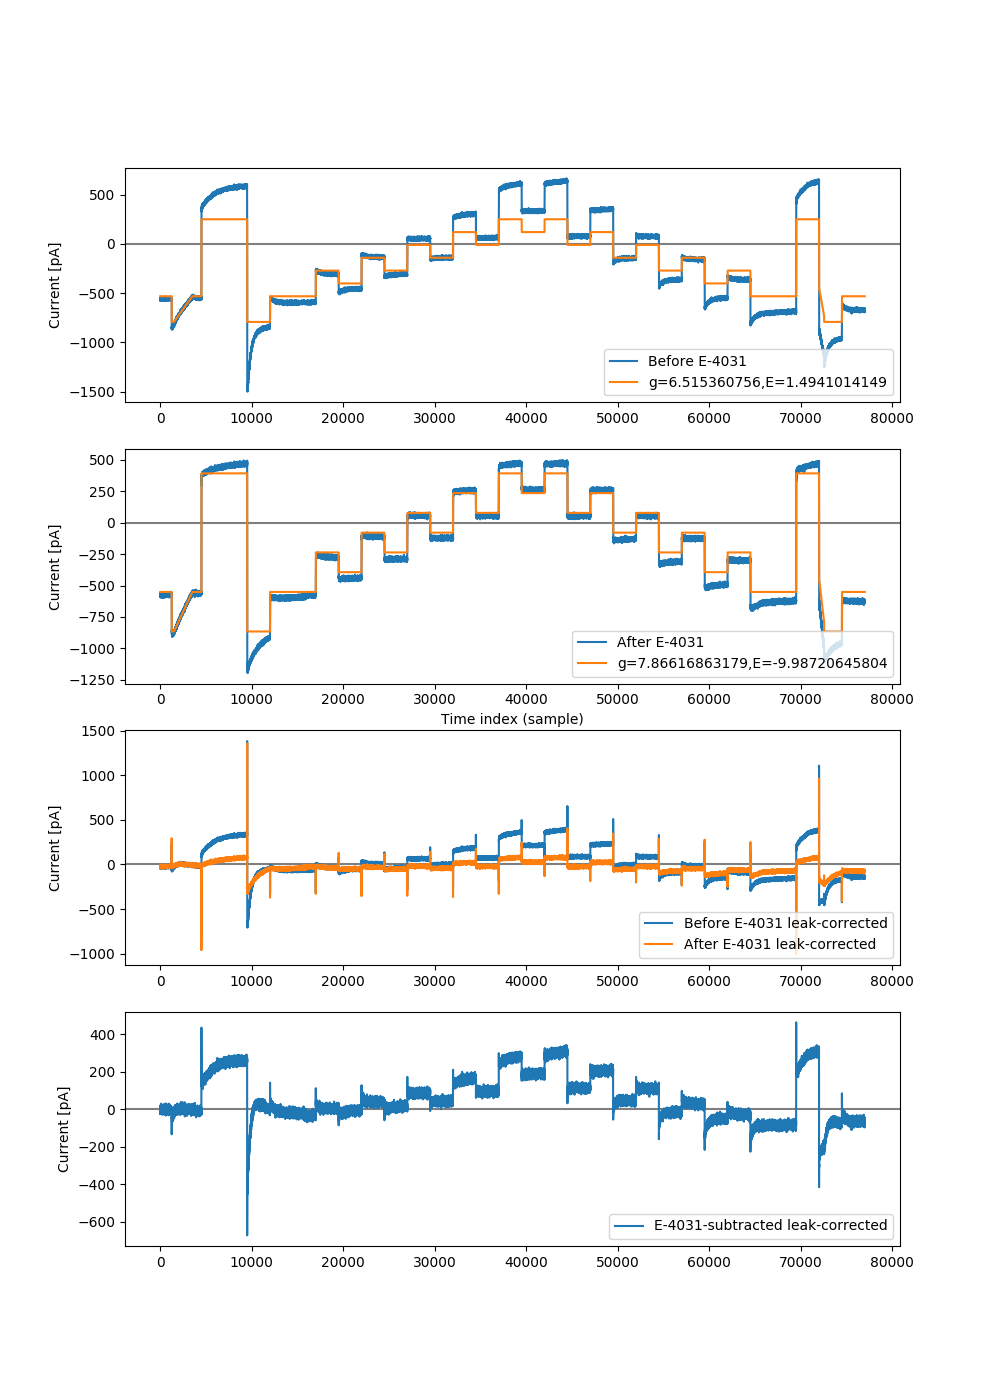 500
0
−500
−1000
−1500
Current [pA]
Before E-4031
g=6.515360756,E=1.4941014149
0 10000 20000 30000 40000 50000 60000 70000 80000
500
250
0
−250
−500
−750
−1000
−1250
Current [pA]
After E-4031
g=7.86616863179,E=-9.98720645804
0 10000 20000 30000 40000 50000 60000 70000 80000
Time index (sample)
1500
1000
500
0
−500
−1000
Current [pA]
Before E-4031 leak-corrected
After E-4031 leak-corrected
0 10000 20000 30000 40000 50000 60000 70000 80000
400
200
0
−200
−400
−600
Current [pA]
E-4031-subtracted leak-corrected
0 10000 20000 30000 40000 50000 60000 70000 80000